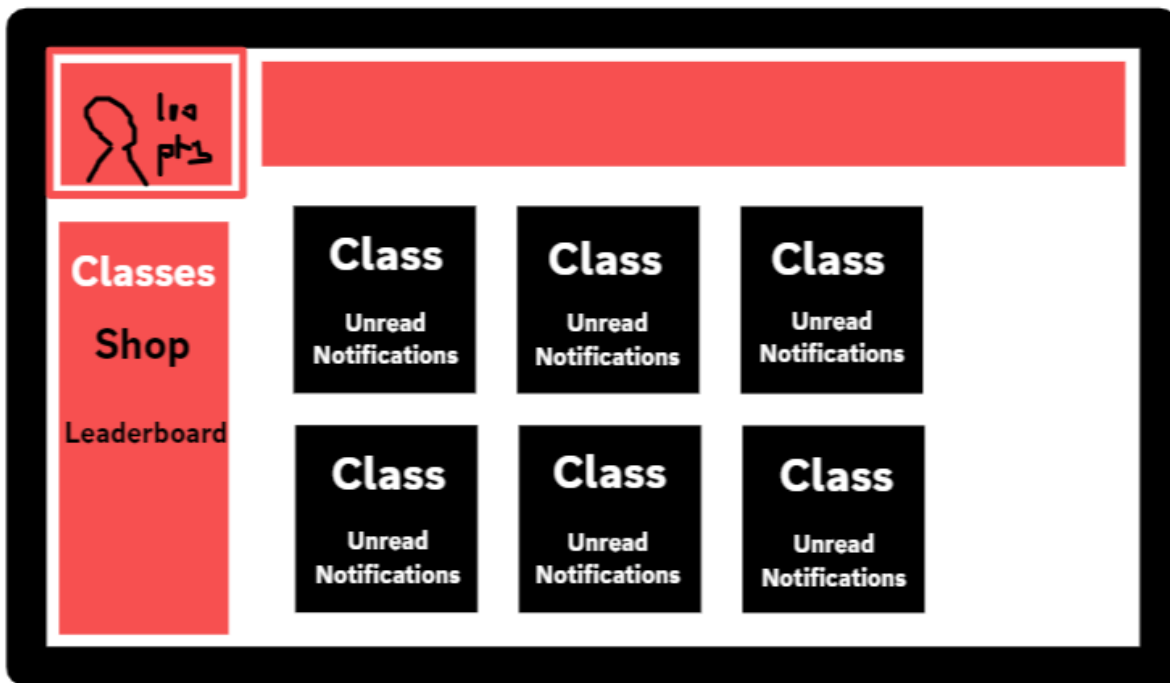 pts
Classes
Shop
Leaderboard
Class
Unread
Notifications
Class
Unread
Notifications
Class
Unread
Notifications
Class
Unread
Notifications
Class
Unread
Notifications
Class
Unread
Notifications